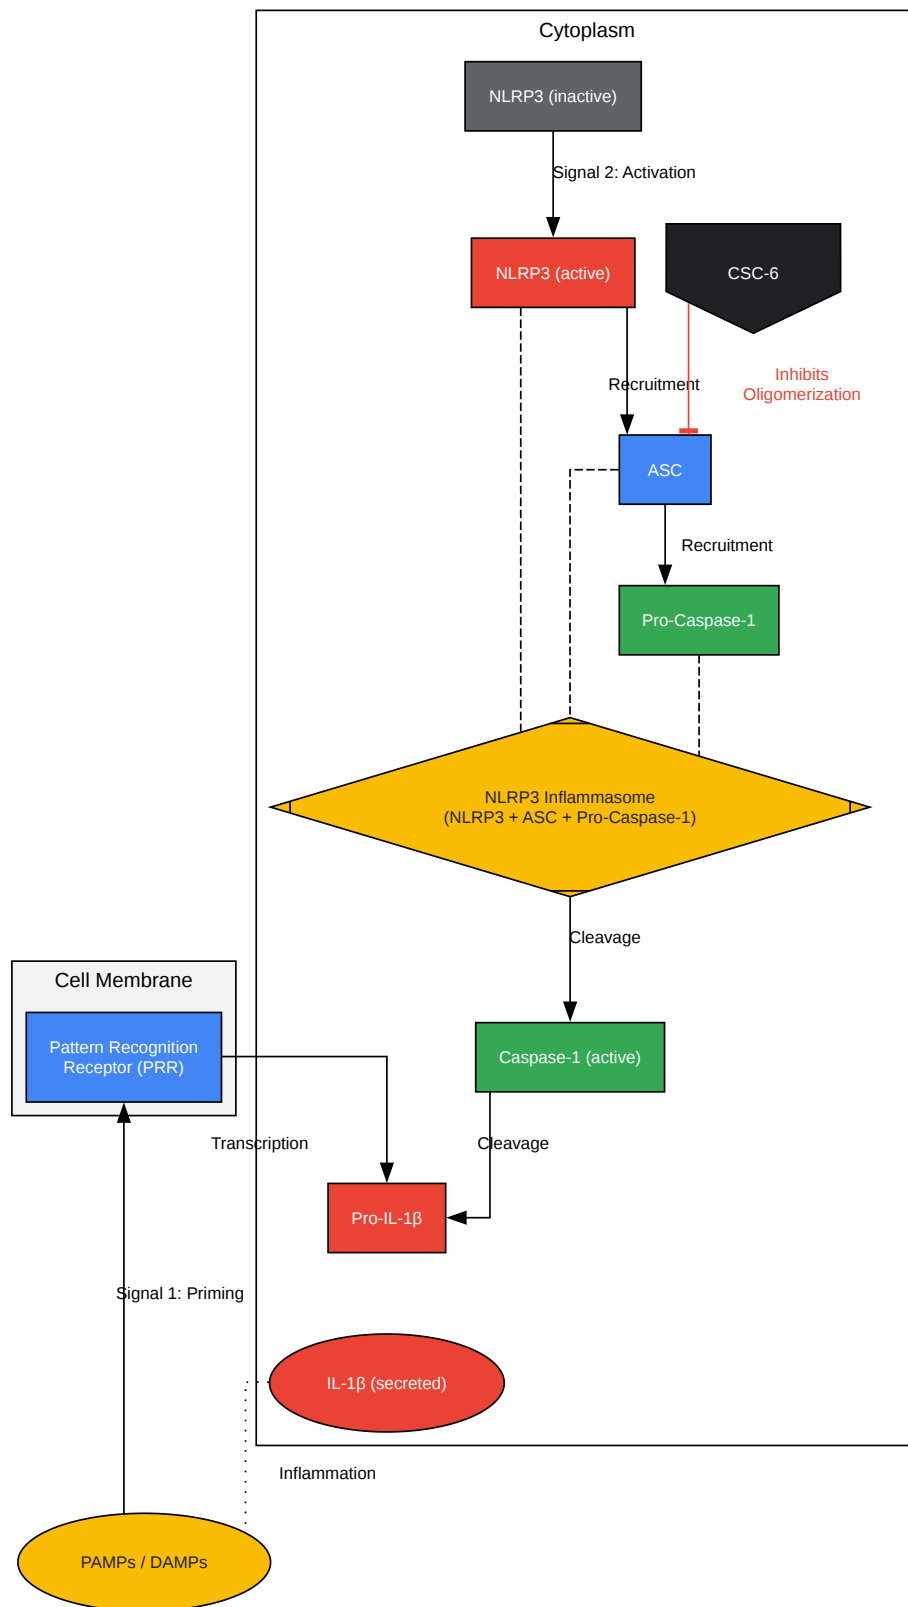 Cytoplasm
NLRP3 (inactive)
Signal 2: Activation
NLRP3 (active)
CSC-6
Inhibits
Oligomerization
Recruitment
ASC
Recruitment
Pro-Caspase-1
NLRP3 Inflammasome
(NLRP3 + ASC + Pro-Caspase-1)
Cleavage
Cell Membrane
Pattern Recognition
Receptor (PRR)
Caspase-1 (active)
Transcription
Cleavage
Pro-IL-1β
Signal 1: Priming
IL-1β (secreted)
Inflammation
PAMPs / DAMPs